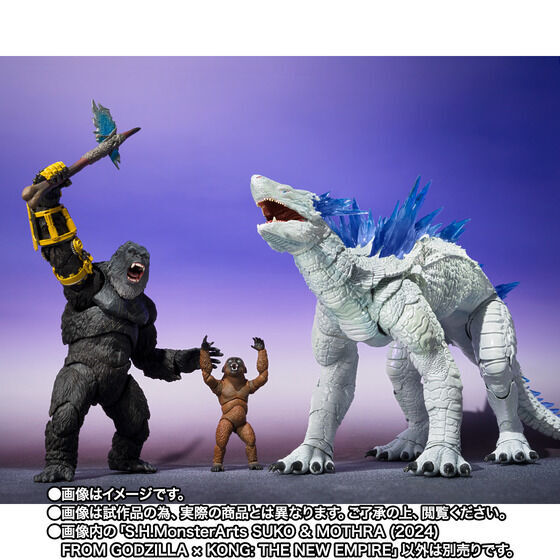 ●画像はイメージです。
●画像は試作品の為、実際の商品とは異なります。ご了承の上、閲覧ください。
●画像内の「S.H.MonsterArts SUKO & MOTHRA (2024)
FROM GODZILLA × KONG: THE NEW EMPIRE」以外は別売りです。